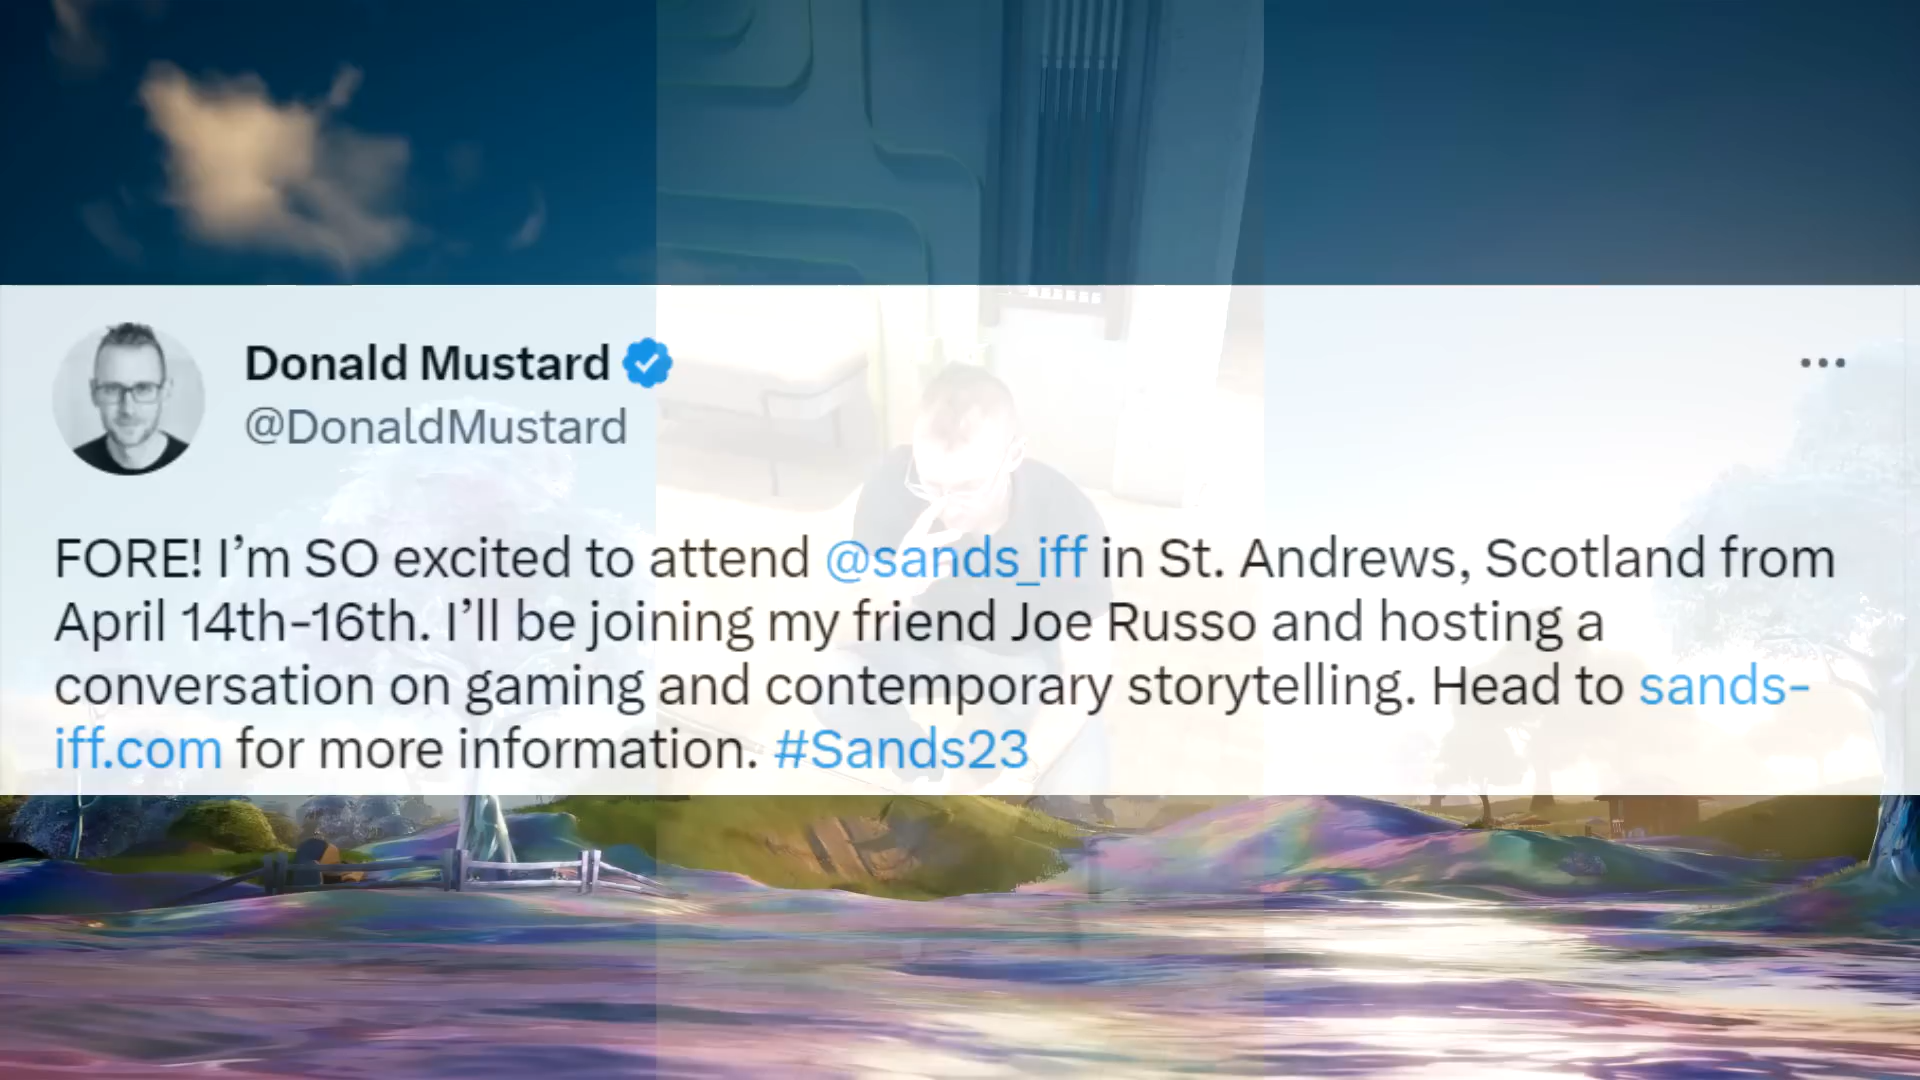 Donald Mustard
@DonaldMustard
FORE! I’m SO excited to attend @sands_iff in St. Andrews, Scotland from
April 14th-16th. I’ll be joining my friend Joe Russo and hosting a
conversation on gaming and contemporary storytelling. Head to sands-
iff.com for more information. #Sands23